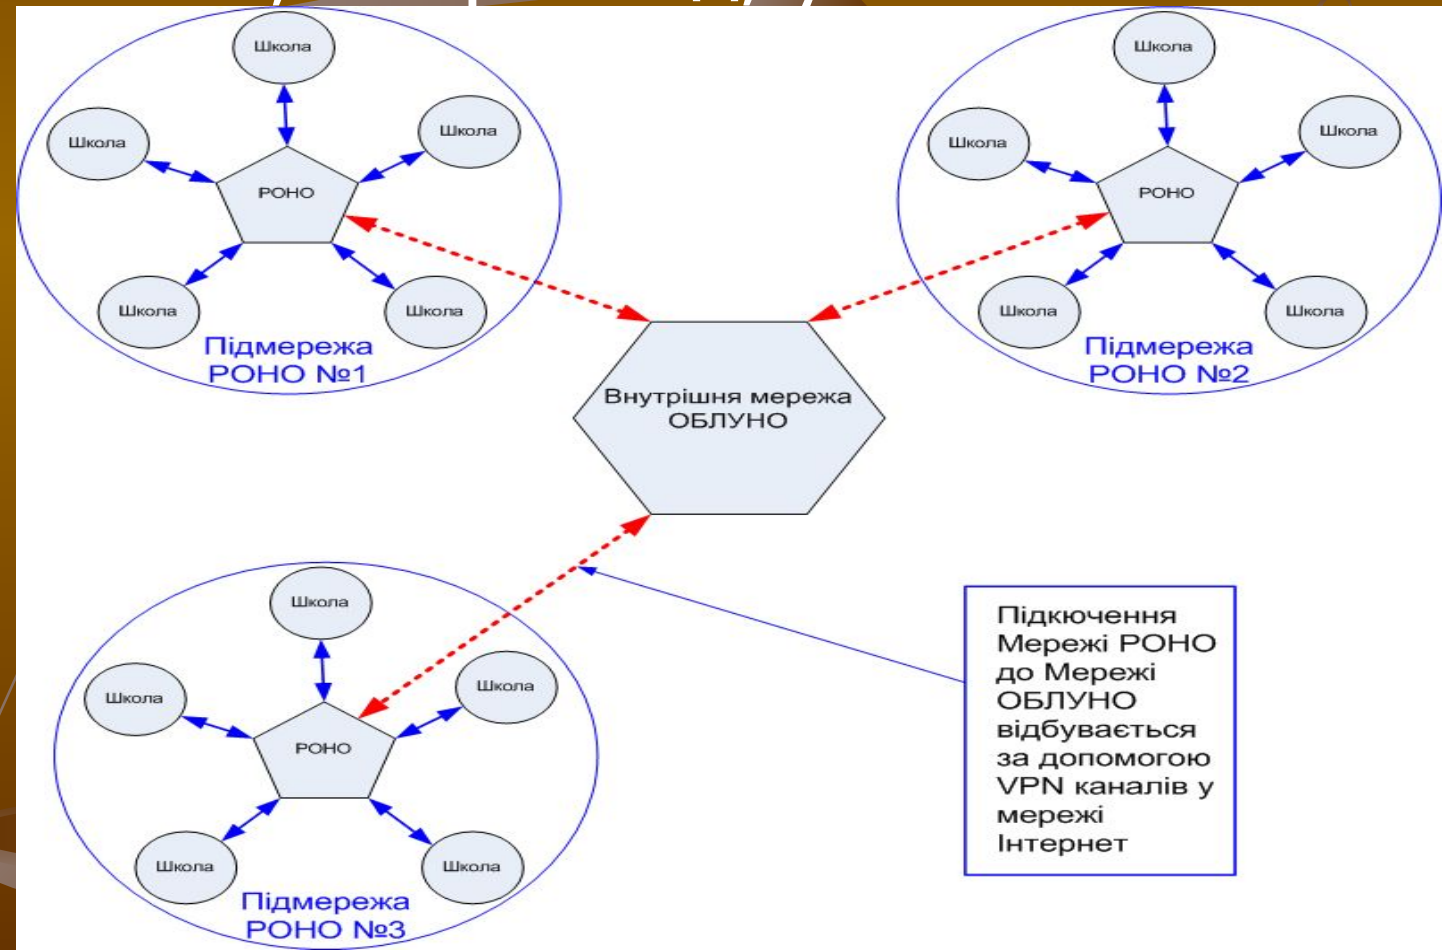 Школа
Школа
Школа
РОНО
Школа
Школа
Підмережа
РОНО №1
Школа
Школа
Школа
РОНО
Школа
Школа
Підмережа
РОНО №2
Внутрішня мережа
ОБЛУНО
Школа
Школа
Школа
РОНО
Школа
Школа
Підмережа
РОНО №3
Підкючення
Мережі РОНО
до Мережі
ОБЛУНО
відбувається
за допомогою
VPN каналів у
мережі
Інтернет